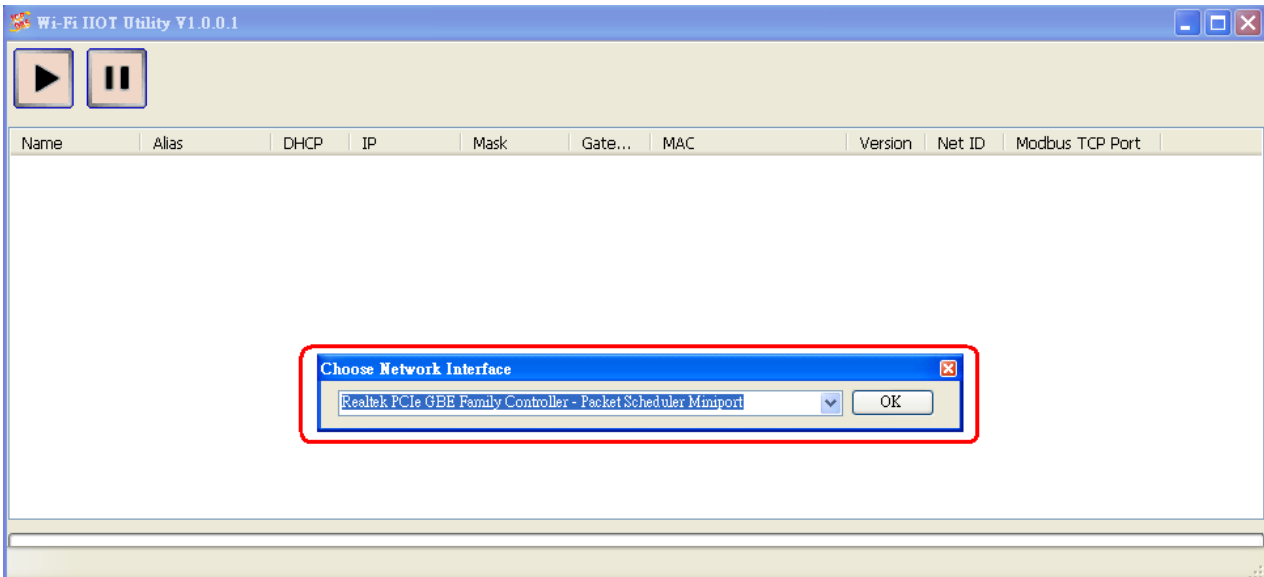 Wi-Fi IIOT Utility V1.0.0.1
Name Alias DHCP IP Mask Gate... MAC Version Net ID Modbus TCP Port
Choose Network Interface
Realtek PCIe GBE Family Controller - Packet Scheduler Miniport OK